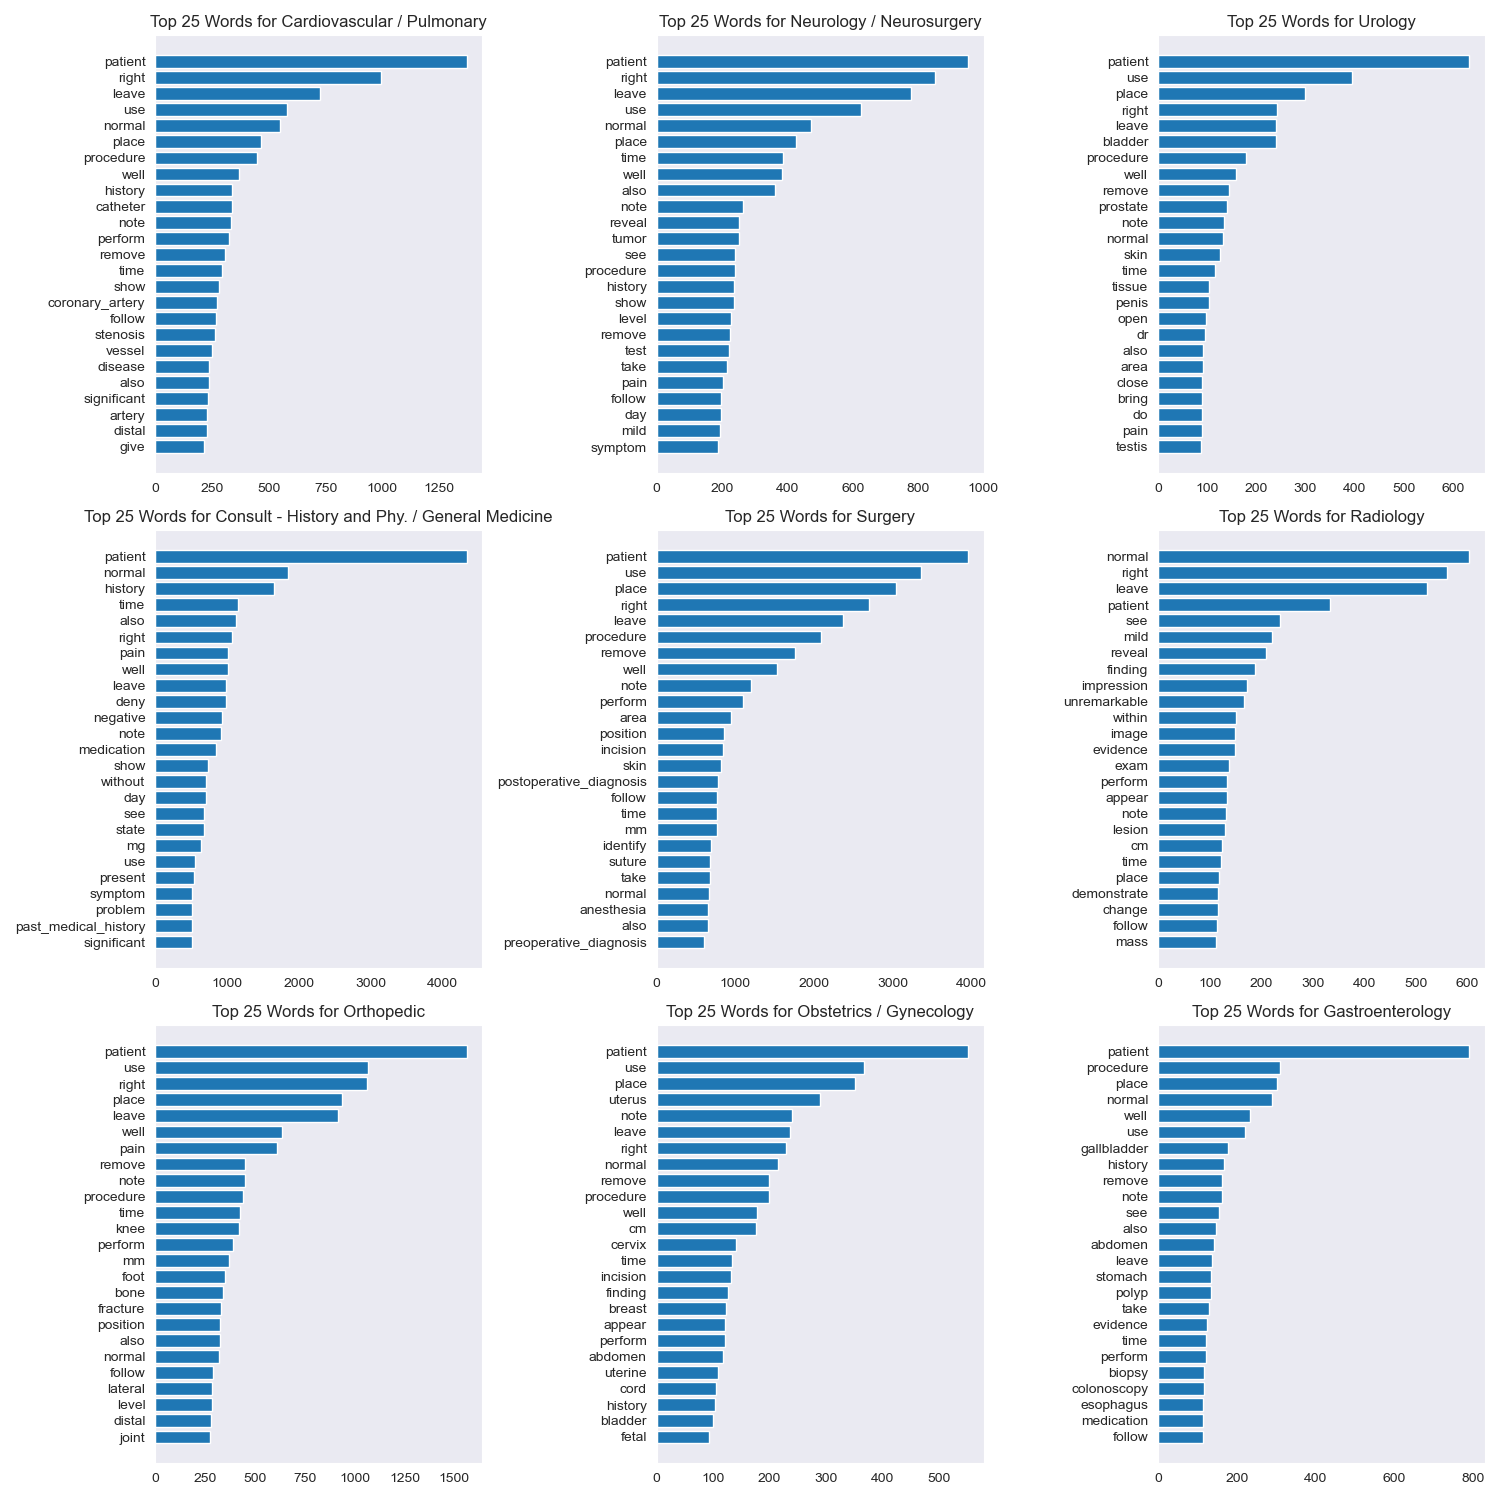 Top 25 Words for Cardiovascular / Pulmonary
patient
right
leave
use
normal
place
procedure
well
history
catheter
note
perform
remove
time
show
coronary_artery
follow
stenosis
vessel
disease
also
significant
artery
distal
give
0 250 500 750 1000 1250
Top 25 Words for Neurology / Neurosurgery
patient
right
leave
use
normal
place
time
well
also
note
reveal
tumor
see
procedure
history
show
level
remove
test
take
pain
follow
day
mild
symptom
0 200 400 600 800 1000
Top 25 Words for Urology
patient
use
place
right
leave
bladder
procedure
well
remove
prostate
note
normal
skin
time
tissue
penis
open
dr
also
area
close
bring
do
pain
testis
0 100 200 300 400 500 600
Top 25 Words for Consult - History and Phy. / General Medicine
patient
normal
history
time
also
right
pain
well
leave
deny
negative
note
medication
show
without
day
see
state
mg
use
present
symptom
problem
past_medical_history
significant
0 1000 2000 3000 4000
Top 25 Words for Surgery
patient
use
place
right
leave
procedure
remove
well
note
perform
area
position
incision
skin
postoperative_diagnosis
follow
time
mm
identify
suture
take
normal
anesthesia
also
preoperative_diagnosis
0 1000 2000 3000 4000
Top 25 Words for Radiology
normal
right
leave
patient
see
mild
reveal
finding
impression
unremarkable
within
image
evidence
exam
perform
appear
note
lesion
cm
time
place
demonstrate
change
follow
mass
0 100 200 300 400 500 600
Top 25 Words for Orthopedic
patient
use
right
place
leave
well
pain
remove
note
procedure
time
knee
perform
mm
foot
bone
fracture
position
also
normal
follow
lateral
level
distal
joint
0 250 500 750 1000 1250 1500
Top 25 Words for Obstetrics / Gynecology
patient
use
place
uterus
note
leave
right
normal
remove
procedure
well
cm
cervix
time
incision
finding
breast
appear
perform
abdomen
uterine
cord
history
bladder
fetal
0 100 200 300 400 500
Top 25 Words for Gastroenterology
patient
procedure
place
normal
well
use
gallbladder
history
remove
note
see
also
abdomen
leave
stomach
polyp
take
evidence
time
perform
biopsy
colonoscopy
esophagus
medication
follow
0 200 400 600 800